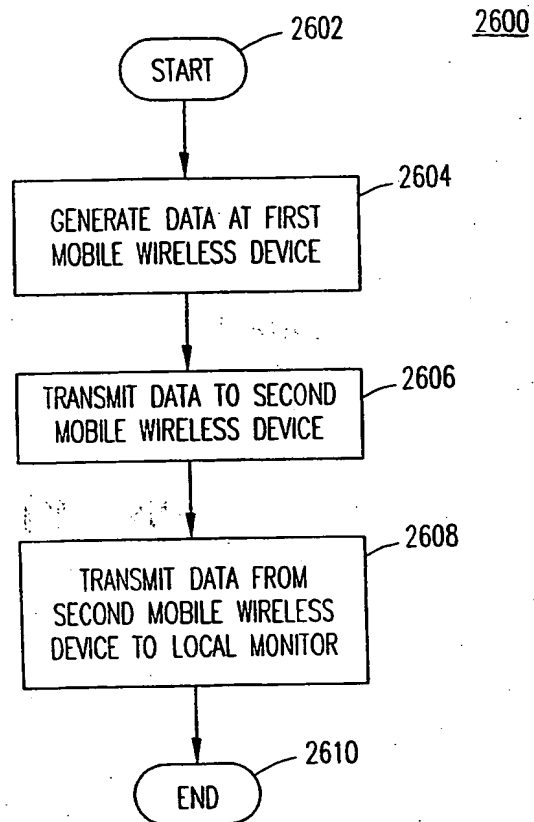 2600
2602
START
2604
GENERATE DATA AT FIRST
MOBILE WIRELESS DEVICE
2606
TRANSMIT DATA TO SECOND
MOBILE WIRELESS DEVICE
2608
TRANSMIT DATA FROM
SECOND MOBILE WIRELESS
DEVICE TO LOCAL MONITOR
2610
END